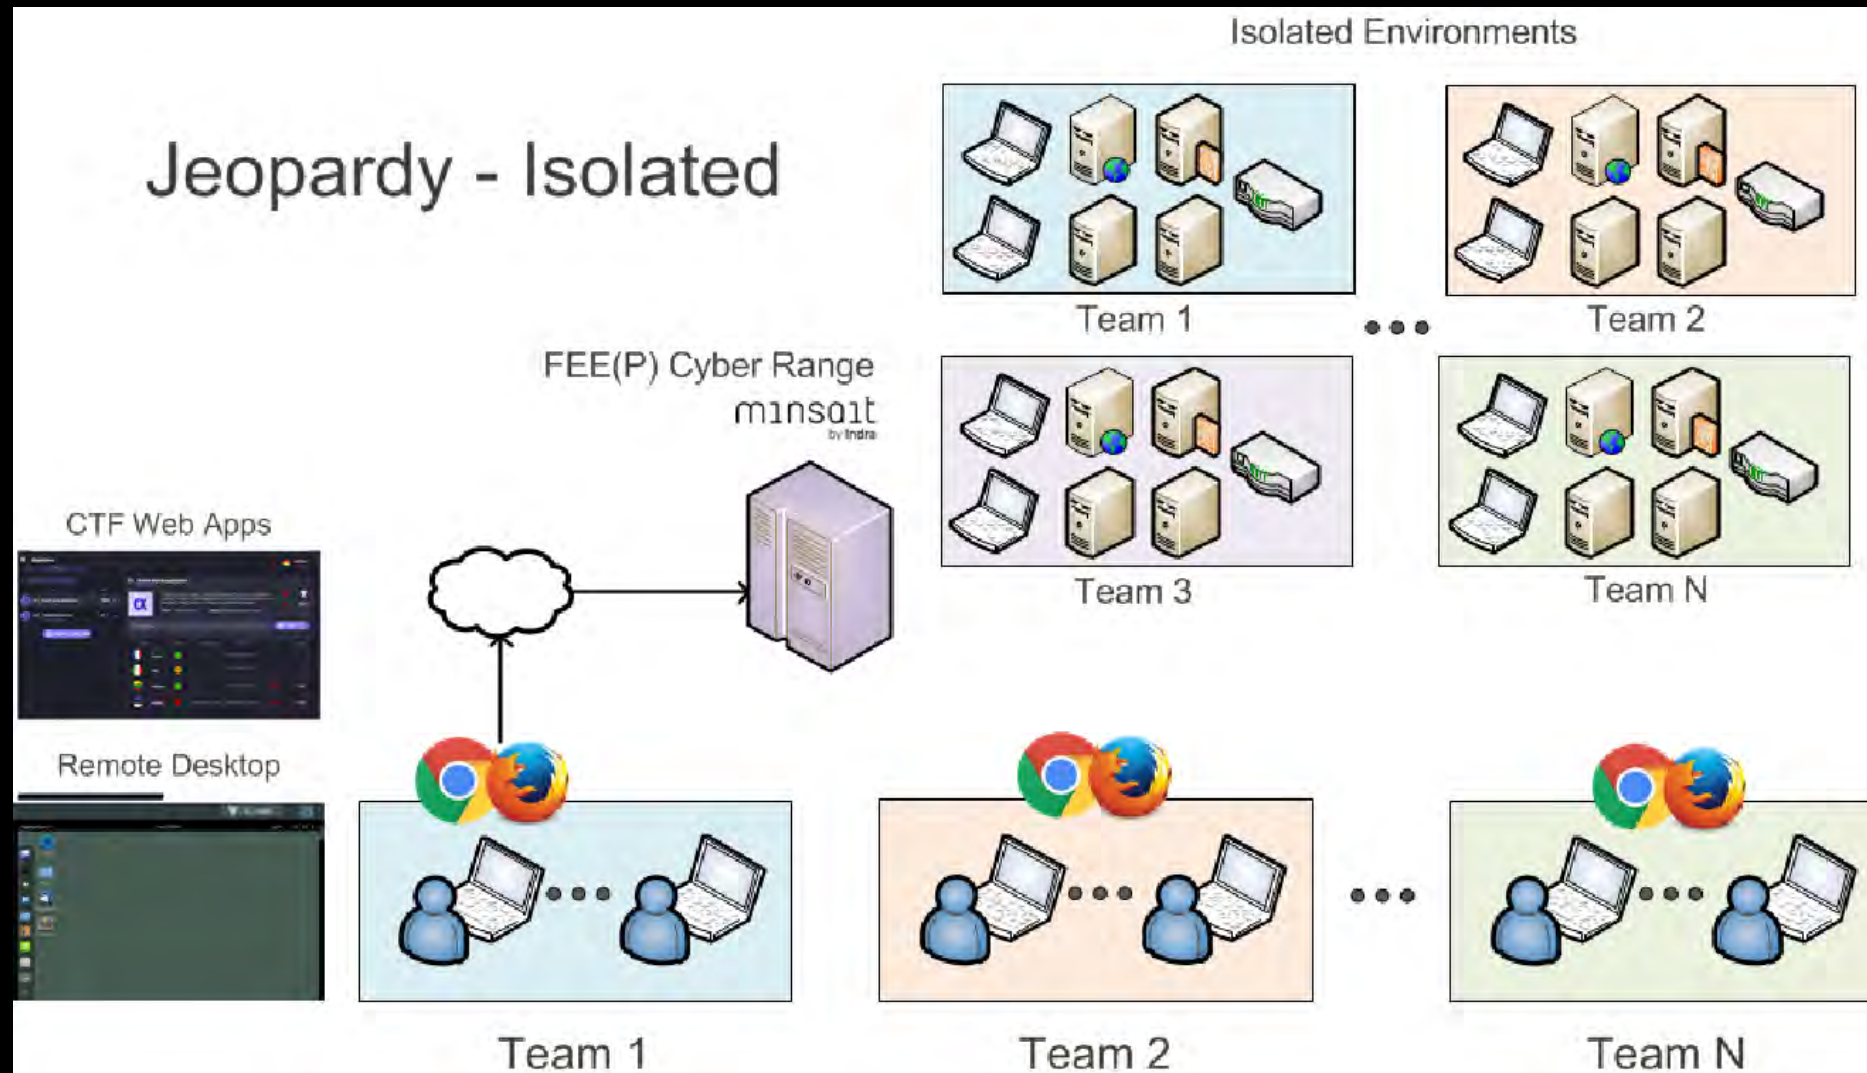 Isolated Environments
Jeopardy - Isolated
Team 1
Team 2
FEE(P) Cyber Range
minsait
by Indra
Team 3
Team N
CTF Web Apps
Remote Desktop
Team 1
Team 2
Team N